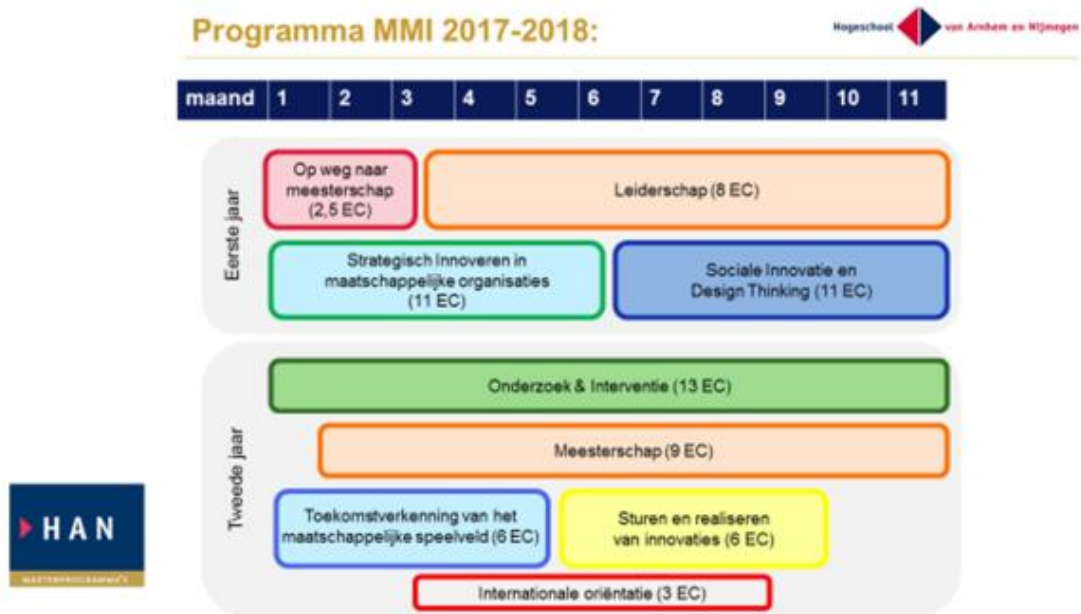 Programma MMI 2017-2018:
Hogeschool van Arnhem en Nijmegen
maand 1 2 3 4 5 6 7 8 9 10 11
Eerste jaar
Op weg naar
meesterschap
(2,5 EC)
Leiderschap (8 EC)
Strategisch Innoveren in
maatschappelijke organisaties
(11 EC)
Sociale Innovatie en
Design Thinking (11 EC)
Tweede jaar
Onderzoek & Interventie (13 EC)
Meesterschap (9 EC)
Toekomstverkenning van het
maatschappelijke speelveld (6 EC)
Sturen en realiseren
van innovaties (6 EC)
Internationale oriëntatie (3 EC)
HAN
MASTERPROGRAMMA'S